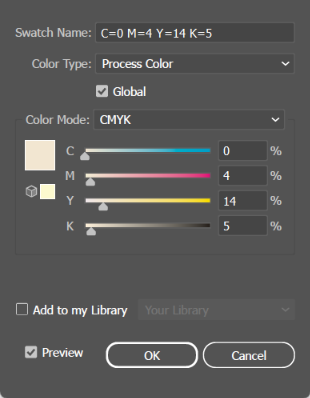 Swatch Name: C=0 M=4 Y=14 K=5
Color Type: Process Color
Global
Color Mode: CMYK
C 0 %
M 4 %
Y 14 %
K 5 %
Add to my Library Your Library
Preview OK Cancel